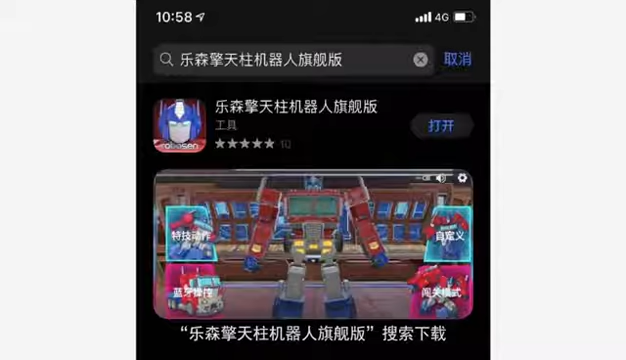 10:58
4G
乐森擎天柱机器人旗舰版
取消
乐森擎天柱机器人旗舰版
工具
打开
robosen
特技动作
自定义
蓝牙操控
闯关模式
“乐森擎天柱机器人旗舰版”搜索下载